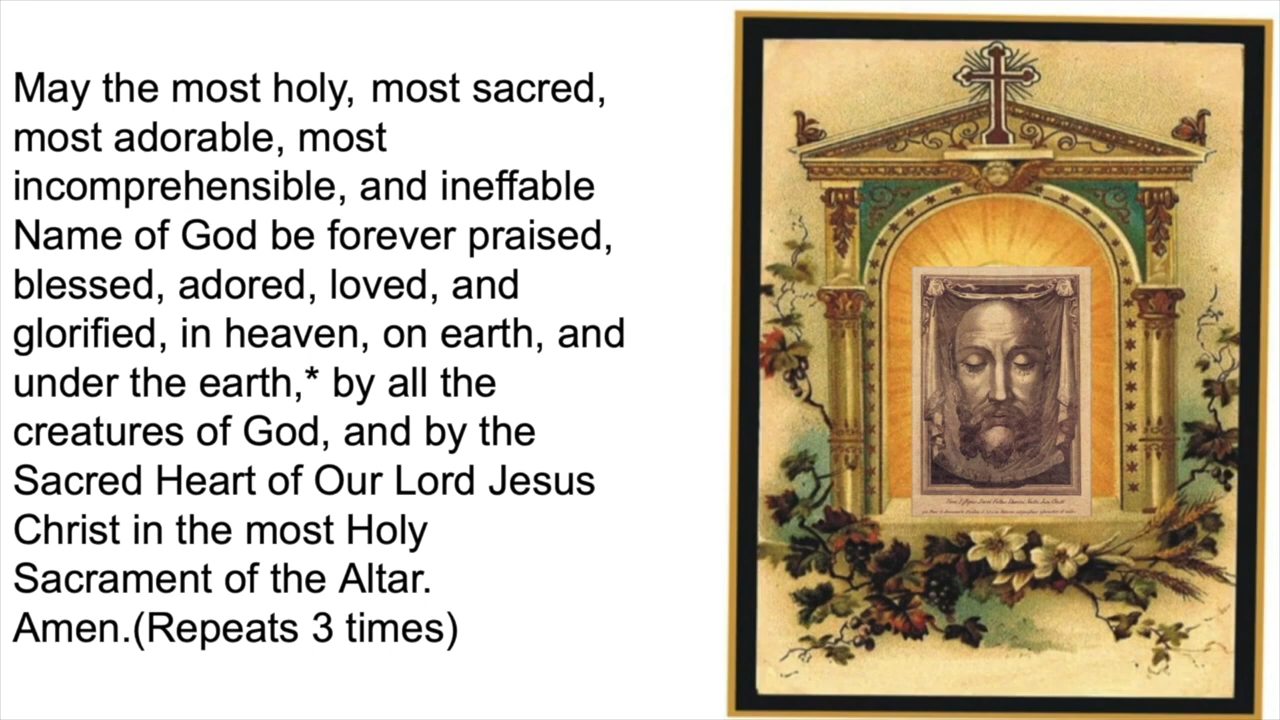 May the most holy, most sacred,
most adorable, most
incomprehensible, and ineffable
Name of God be forever praised,
blessed, adored, loved, and
glorified, in heaven, on earth, and
under the earth,* by all the
creatures of God, and by the
Sacred Heart of Our Lord Jesus
Christ in the most Holy
Sacrament of the Altar.
Amen.(Repeats 3 times)